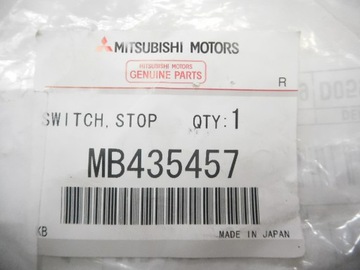 MITSUBISHI MOTORS
MITSUBISHI MOTORS
GENUINE PARTS
R
SWITCH, STOP QTY:1
MB435457
KB MADE IN JAPAN